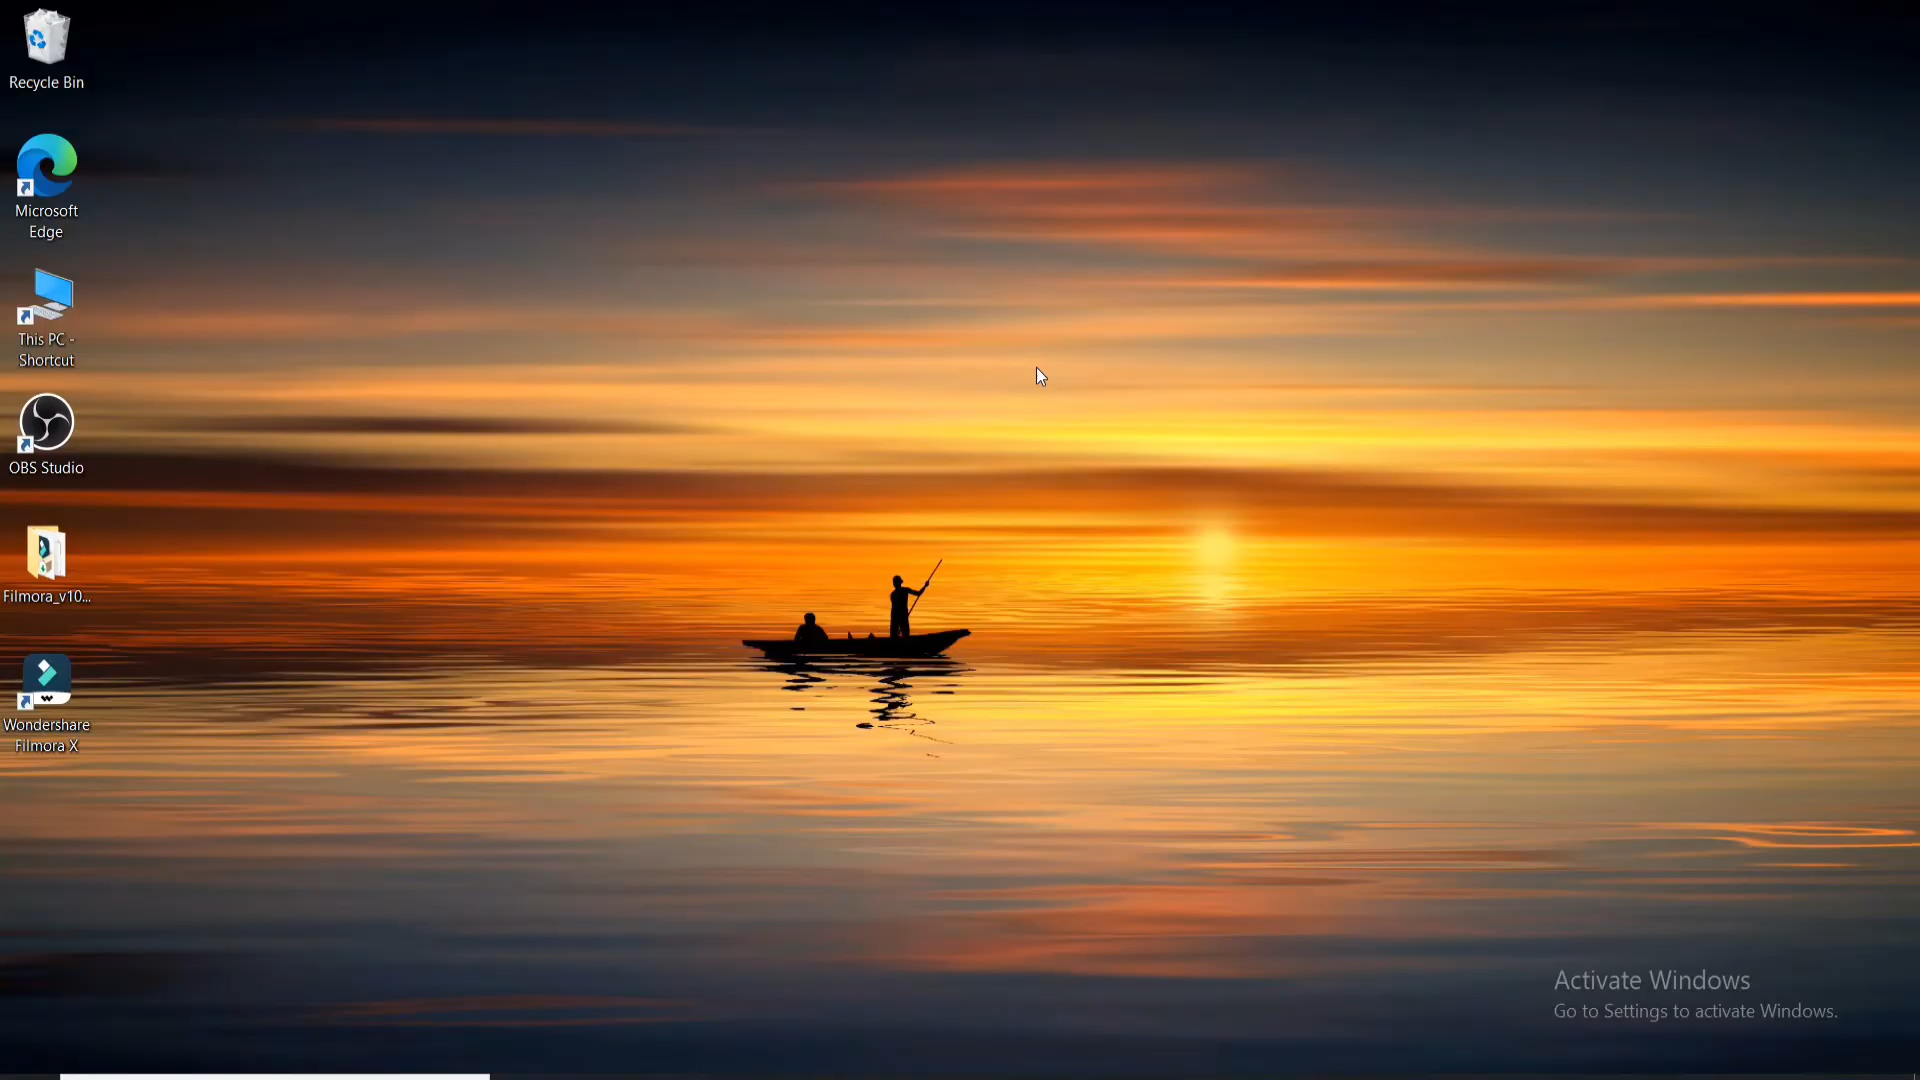 Recycle Bin
Microsoft
Edge
This PC -
Shortcut
OBS Studio
Filmora_v10...
Wondershare
Filmora X
Activate Windows
Go to Settings to activate Windows.